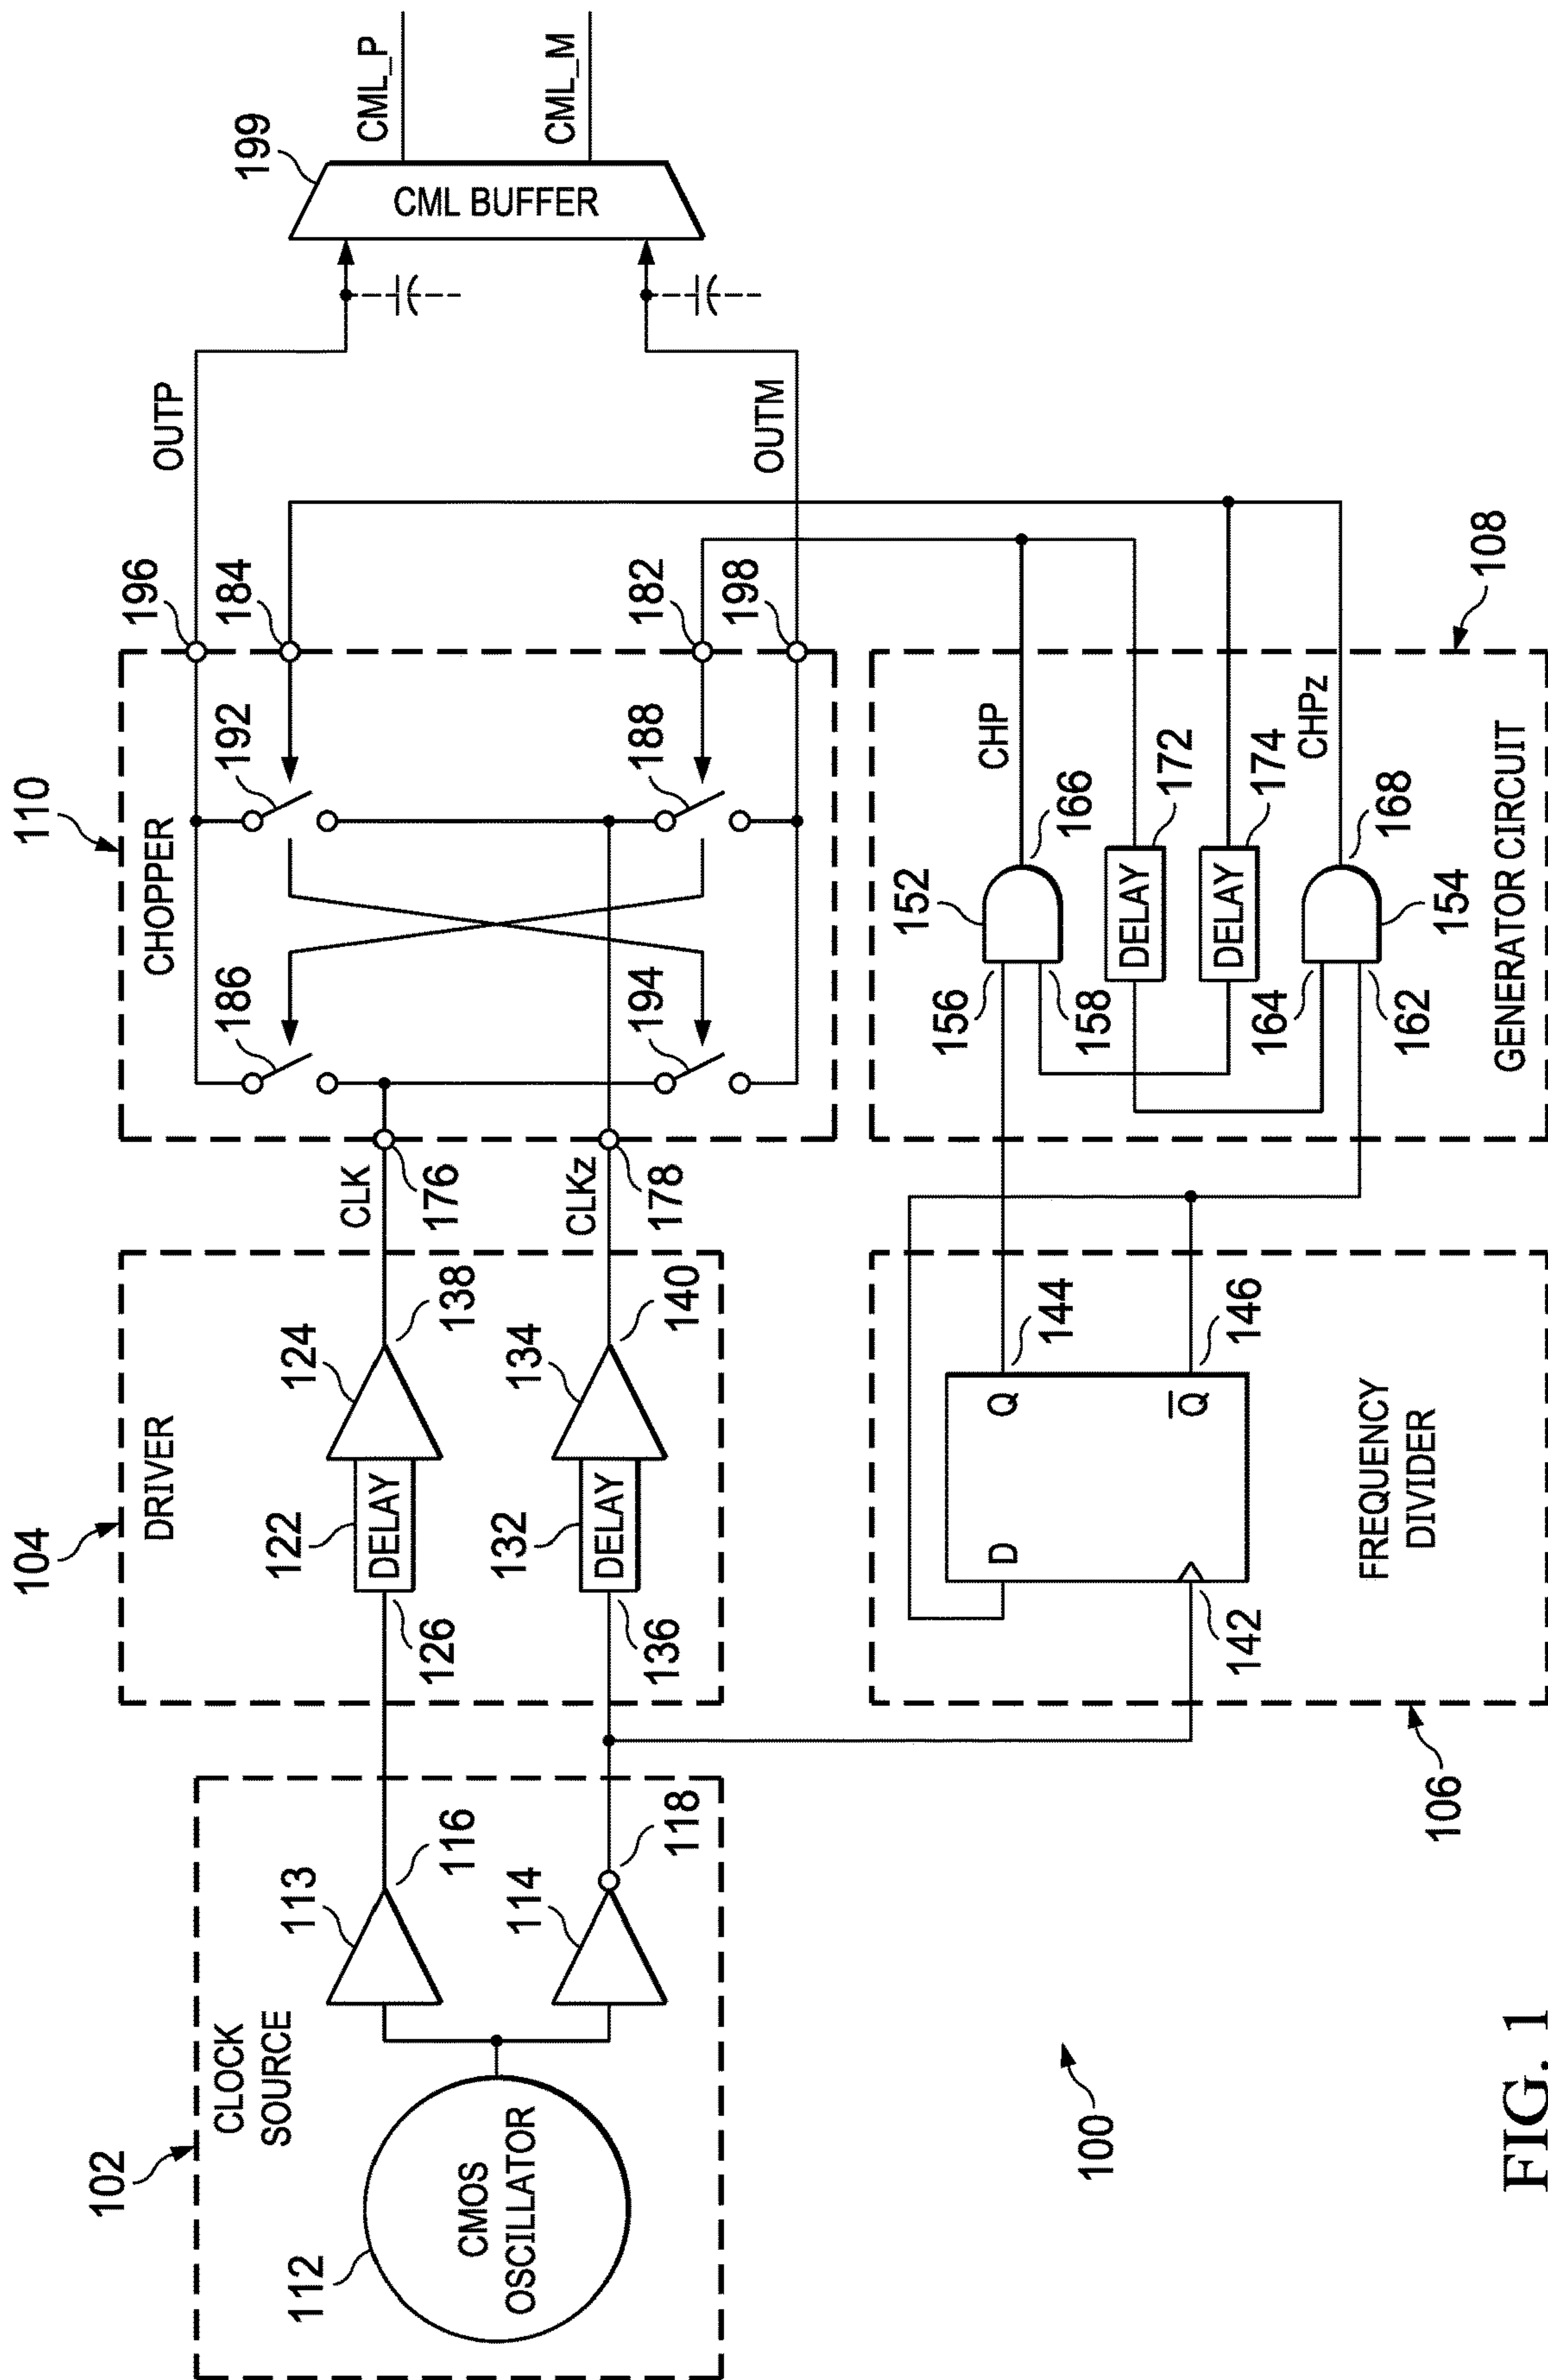 102
CLOCK
SOURCE
112
CMOS
OSCILLATOR
113
116
114
118
104
DRIVER
122
DELAY
124
126
138
132
DELAY
134
136
140
CLK
176
CLKz
178
110
CHOPPER
186
192
194
188
196
184
182
198
OUTP
OUTM
199
CML BUFFER
CML_P
CML_M
106
D
Q
Q̅
142
144
146
FREQUENCY
DIVIDER
108
152
156
158
166
CHP
DELAY
172
DELAY
174
164
162
154
168
CHPz
GENERATOR CIRCUIT
100
FIG. 1